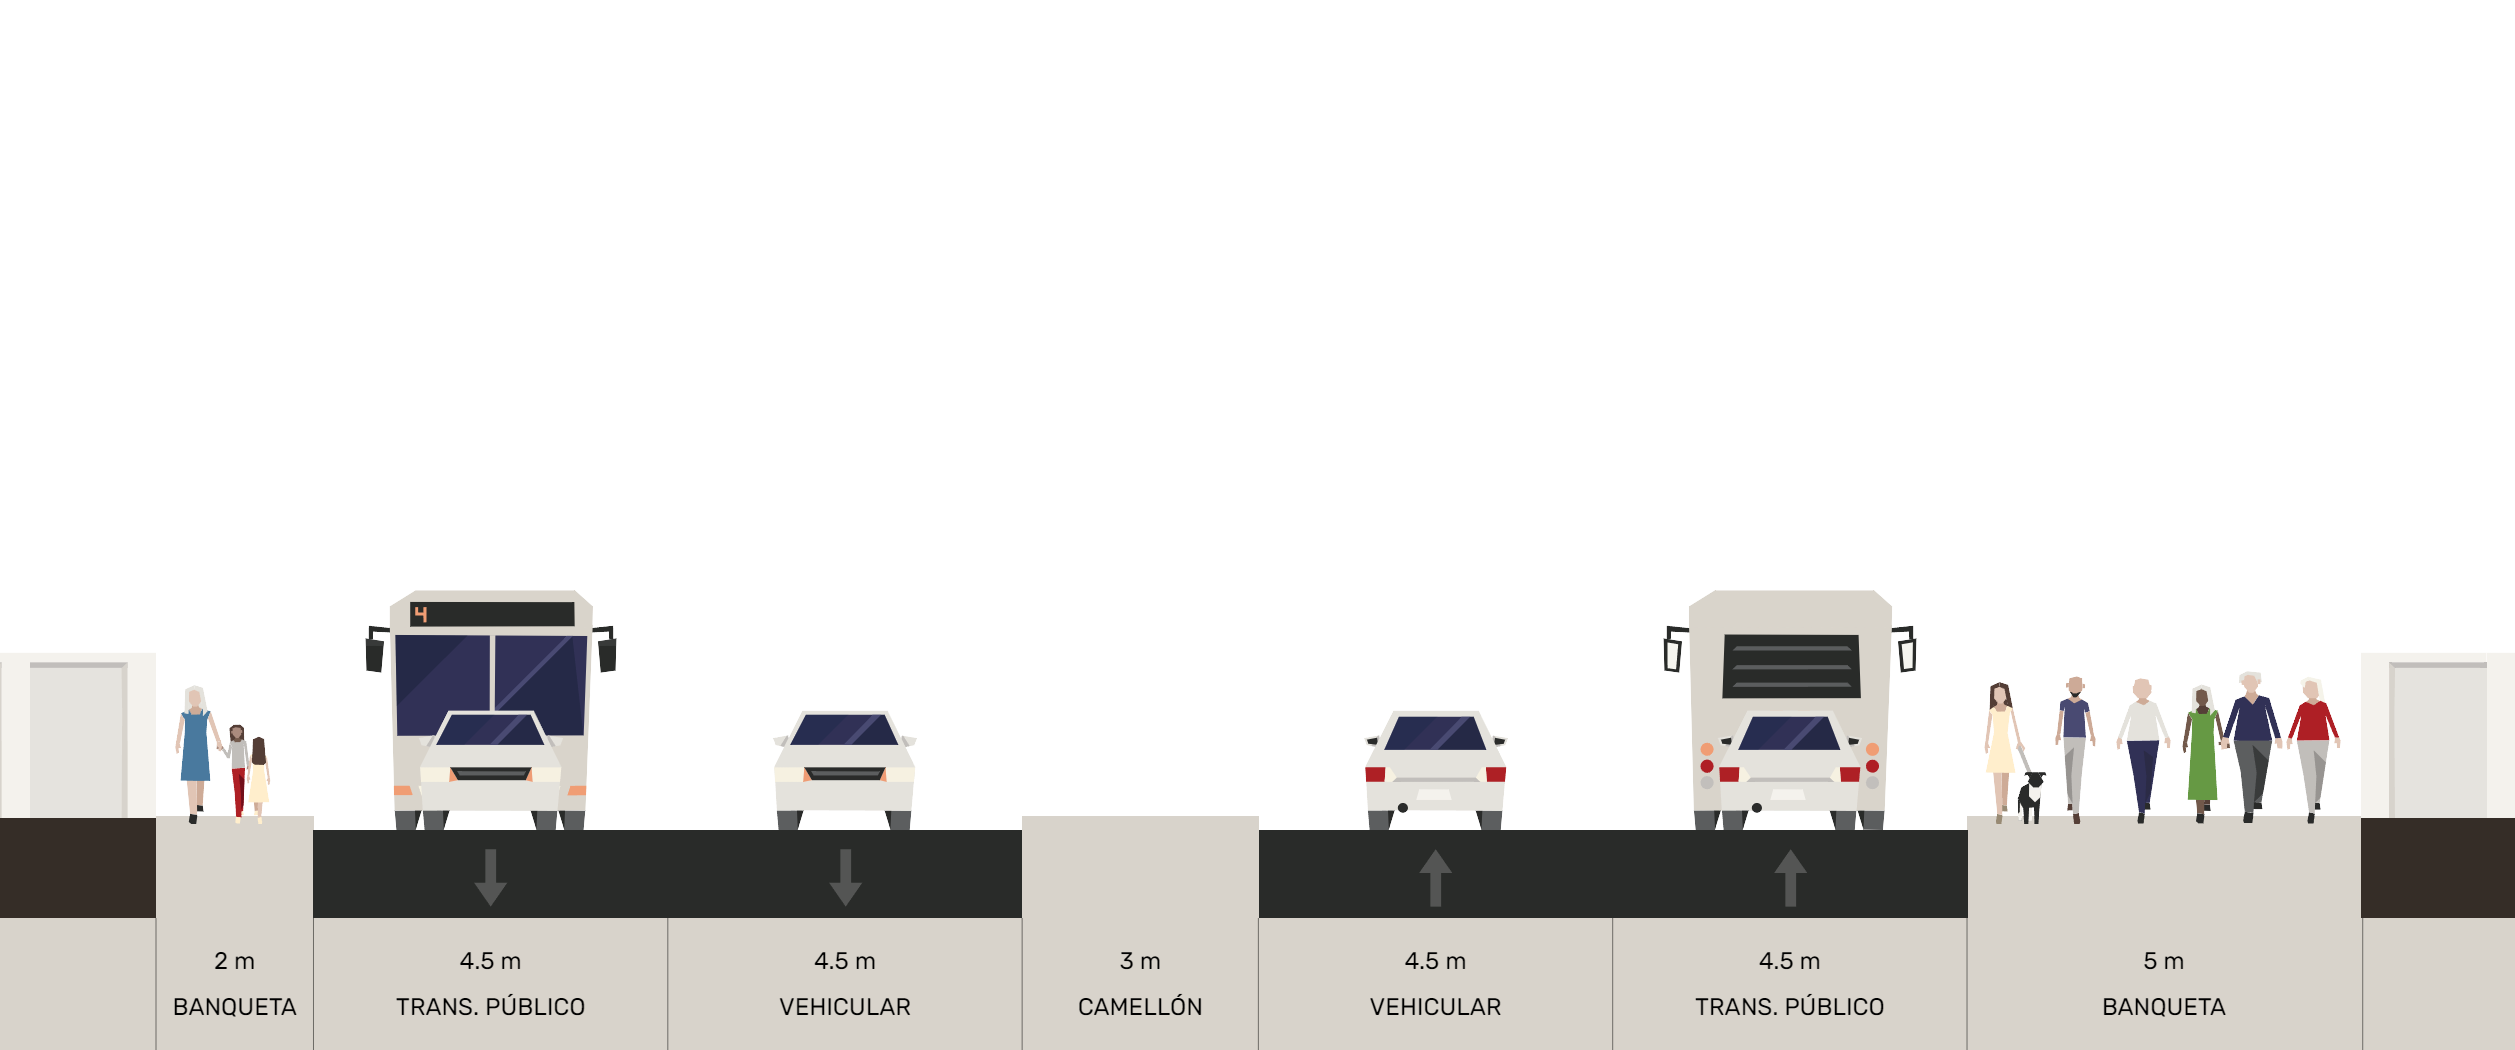 4
2 m
BANQUETA
4.5 m
TRANS. PÚBLICO
4.5 m
VEHICULAR
3 m
CAMELLÓN
4.5 m
VEHICULAR
4.5 m
TRANS. PÚBLICO
5 m
BANQUETA